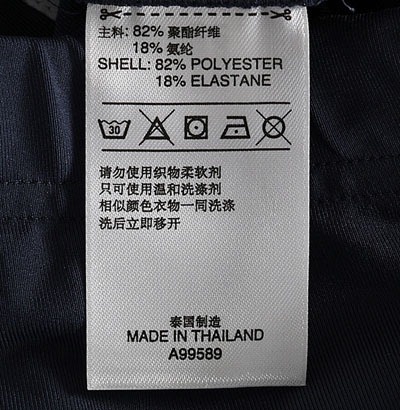 主料: 82% 聚酯纤维
18% 氨纶
SHELL: 82% POLYESTER
18% ELASTANE
30
请勿使用织物柔软剂
只可使用温和洗涤剂
相似颜色衣物一同洗涤
洗后立即移开
泰国制造
MADE IN THAILAND
A99589